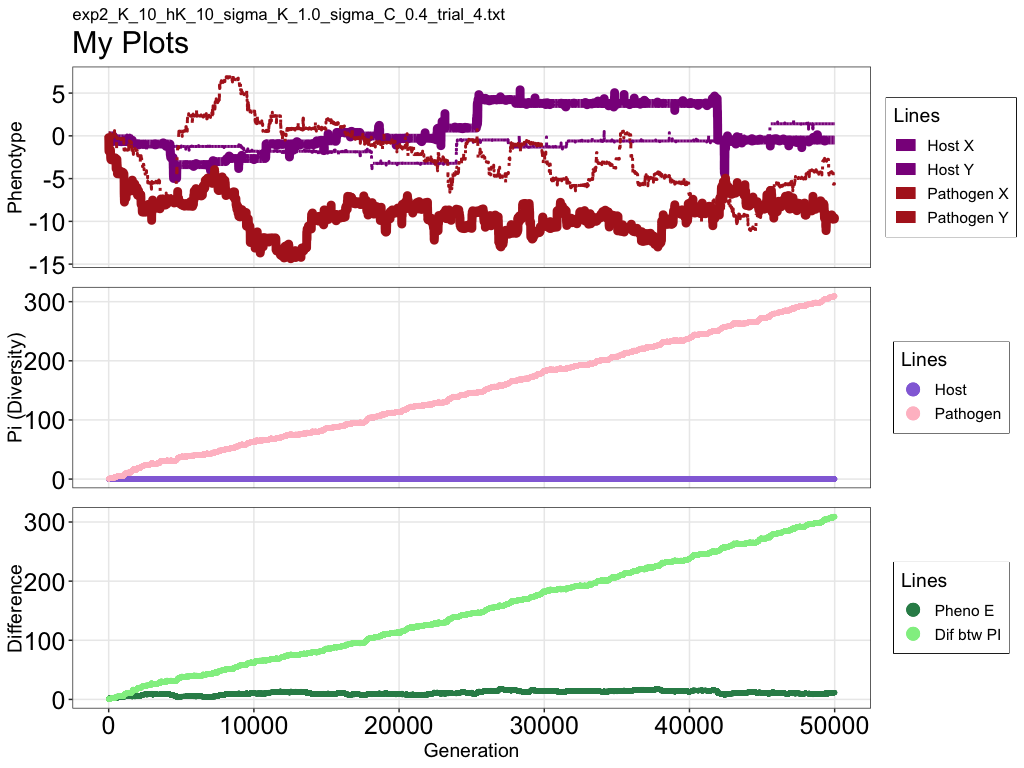 exp2_K_10_hK_10_sigma_K_1.0_sigma_C_0.4_trial_4.txt
My Plots
Phenotype
5
0
-5
-10
-15
Lines
Host X
Host Y
Pathogen X
Pathogen Y
Pi (Diversity)
300
200
100
0
Lines
Host
Pathogen
Difference
300
200
100
0
Lines
Pheno E
Dif btw PI
0 10000 20000 30000 40000 50000
Generation